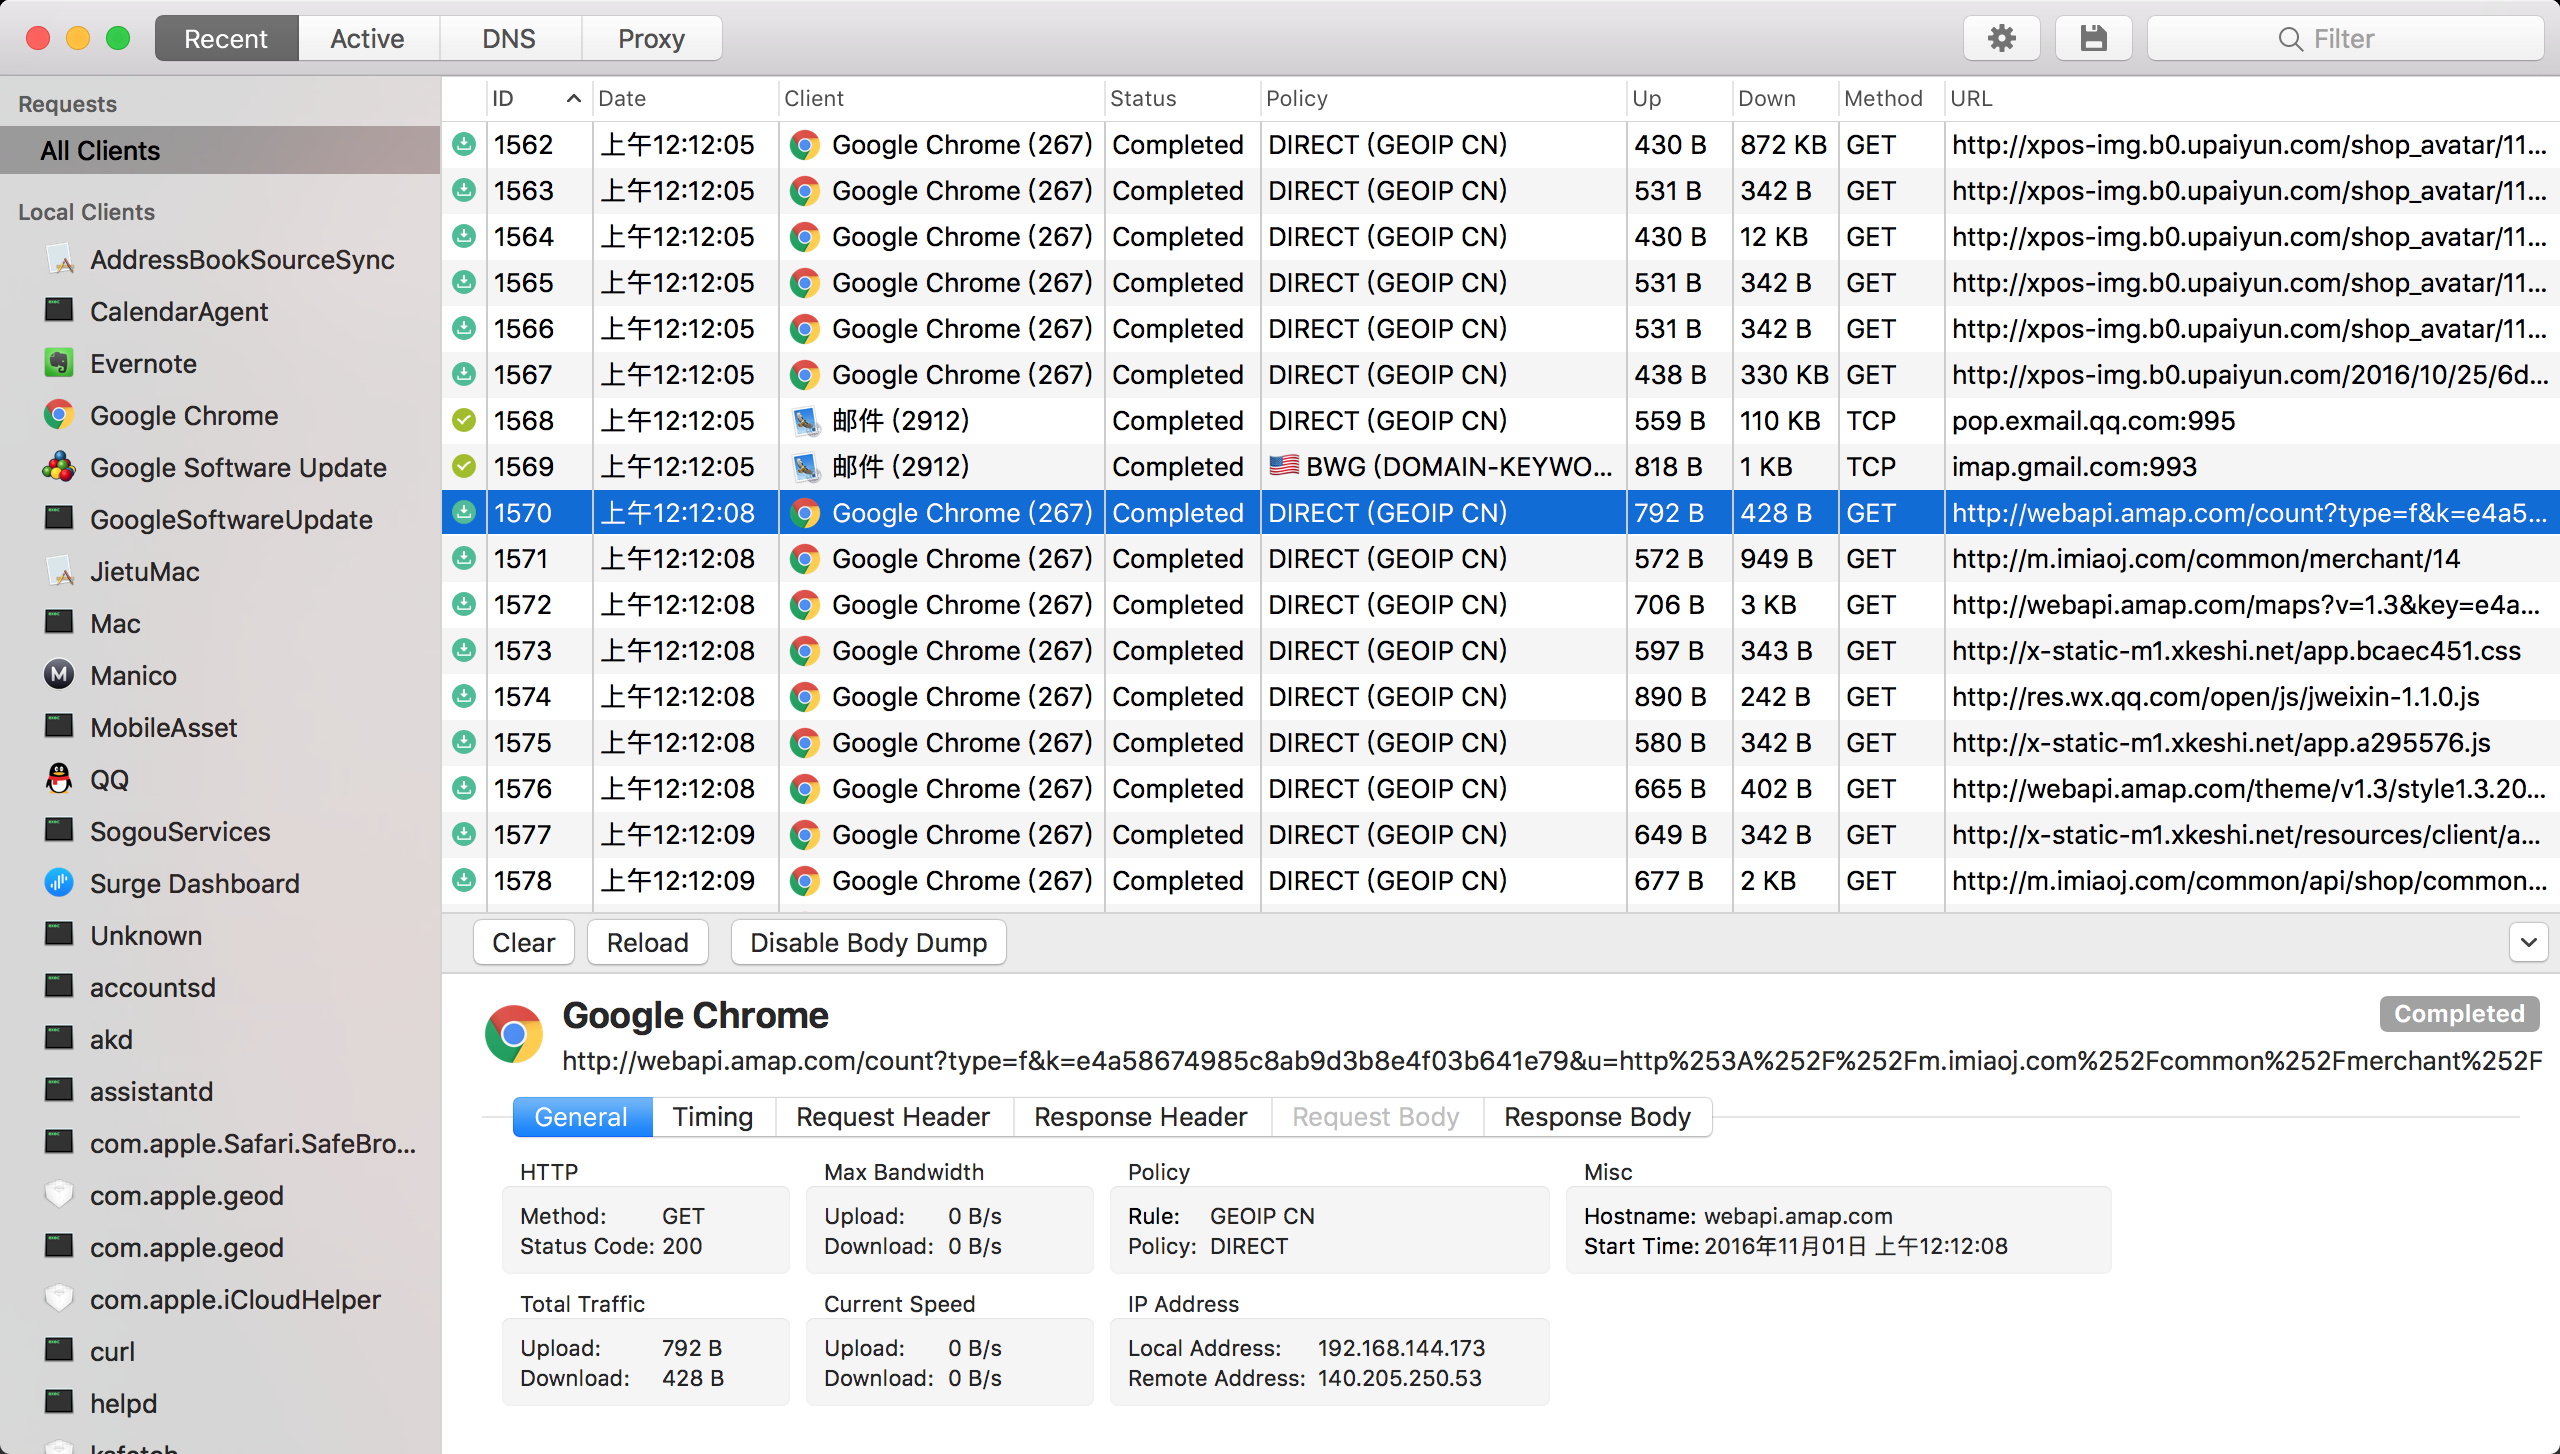 Recent Active DNS Proxy Filter
Requests
All Clients
Local Clients
AddressBookSourceSync
CalendarAgent
Evernote
Google Chrome
Google Software Update
GoogleSoftwareUpdate
JietuMac
Mac
Manico
MobileAsset
QQ
SogouServices
Surge Dashboard
Unknown
accountsd
akd
assistantd
com.apple.Safari.SafeBro...
com.apple.geod
com.apple.geod
com.apple.iCloudHelper
curl
helpd
ID Date Client Status Policy Up Down Method URL
1562 上午12:12:05 Google Chrome (267) Completed DIRECT (GEOIP CN) 430 B 872 KB GET http://xpos-img.b0.upaiyun.com/shop_avatar/11...
1563 上午12:12:05 Google Chrome (267) Completed DIRECT (GEOIP CN) 531 B 342 B GET http://xpos-img.b0.upaiyun.com/shop_avatar/11...
1564 上午12:12:05 Google Chrome (267) Completed DIRECT (GEOIP CN) 430 B 12 KB GET http://xpos-img.b0.upaiyun.com/shop_avatar/11...
1565 上午12:12:05 Google Chrome (267) Completed DIRECT (GEOIP CN) 531 B 342 B GET http://xpos-img.b0.upaiyun.com/shop_avatar/11...
1566 上午12:12:05 Google Chrome (267) Completed DIRECT (GEOIP CN) 531 B 342 B GET http://xpos-img.b0.upaiyun.com/shop_avatar/11...
1567 上午12:12:05 Google Chrome (267) Completed DIRECT (GEOIP CN) 438 B 330 KB GET http://xpos-img.b0.upaiyun.com/2016/10/25/6d...
1568 上午12:12:05 邮件 (2912) Completed DIRECT (GEOIP CN) 559 B 110 KB TCP pop.exmail.qq.com:995
1569 上午12:12:05 邮件 (2912) Completed 🇺🇸 BWG (DOMAIN-KEYWO... 818 B 1 KB TCP imap.gmail.com:993
1570 上午12:12:08 Google Chrome (267) Completed DIRECT (GEOIP CN) 792 B 428 B GET http://webapi.amap.com/count?type=f&k=e4a5...
1571 上午12:12:08 Google Chrome (267) Completed DIRECT (GEOIP CN) 572 B 949 B GET http://m.imiaoj.com/common/merchant/14
1572 上午12:12:08 Google Chrome (267) Completed DIRECT (GEOIP CN) 706 B 3 KB GET http://webapi.amap.com/maps?v=1.3&key=e4a...
1573 上午12:12:08 Google Chrome (267) Completed DIRECT (GEOIP CN) 597 B 343 B GET http://x-static-m1.xkeshi.net/app.bcaec451.css
1574 上午12:12:08 Google Chrome (267) Completed DIRECT (GEOIP CN) 890 B 242 B GET http://res.wx.qq.com/open/js/jweixin-1.1.0.js
1575 上午12:12:08 Google Chrome (267) Completed DIRECT (GEOIP CN) 580 B 342 B GET http://x-static-m1.xkeshi.net/app.a295576.js
1576 上午12:12:08 Google Chrome (267) Completed DIRECT (GEOIP CN) 665 B 402 B GET http://webapi.amap.com/theme/v1.3/style1.3.20...
1577 上午12:12:09 Google Chrome (267) Completed DIRECT (GEOIP CN) 649 B 342 B GET http://x-static-m1.xkeshi.net/resources/client/a...
1578 上午12:12:09 Google Chrome (267) Completed DIRECT (GEOIP CN) 677 B 2 KB GET http://m.imiaoj.com/common/api/shop/common...
Clear Reload Disable Body Dump
Google Chrome Completed
http://webapi.amap.com/count?type=f&k=e4a58674985c8ab9d3b8e4f03b641e79&u=http%253A%252F%252Fm.imiaoj.com%252Fcommon%252Fmerchant%252F
General Timing Request Header Response Header Request Body Response Body
HTTP Max Bandwidth Policy Misc
Method: GET Upload: 0 B/s Rule: GEOIP CN Hostname: webapi.amap.com
Status Code: 200 Download: 0 B/s Policy: DIRECT Start Time: 2016年11月01日 上午12:12:08
Total Traffic Current Speed IP Address
Upload: 792 B Upload: 0 B/s Local Address: 192.168.144.173
Download: 428 B Download: 0 B/s Remote Address: 140.205.250.53